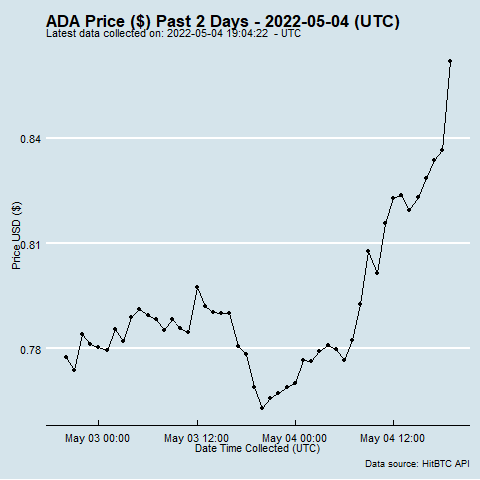 ADA Price ($) Past 2 Days - 2022-05-04 (UTC)
Latest data collected on: 2022-05-04 19:04:22 - UTC
0.84
0.81
0.78
Price USD ($)
May 03 00:00
May 03 12:00
May 04 00:00
May 04 12:00
Date Time Collected (UTC)
Data source: HitBTC API